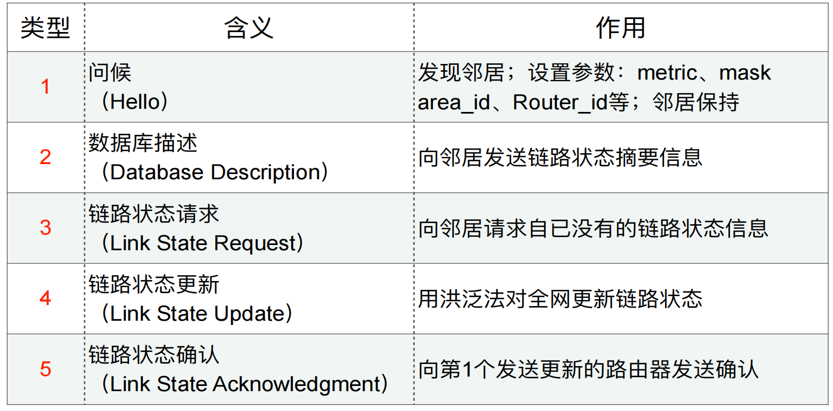 类型 含义 作用
1 问候
（Hello） 发现邻居；设置参数：metric、mask
area_id、Router_id等；邻居保持
2 数据库描述
（Database Description） 向邻居发送链路状态摘要信息
3 链路状态请求
（Link State Request） 向邻居请求自已没有的链路状态信息
4 链路状态更新
（Link State Update） 用洪泛法对全网更新链路状态
5 链路状态确认
（Link State Acknowledgment） 向第1个发送更新的路由器发送确认